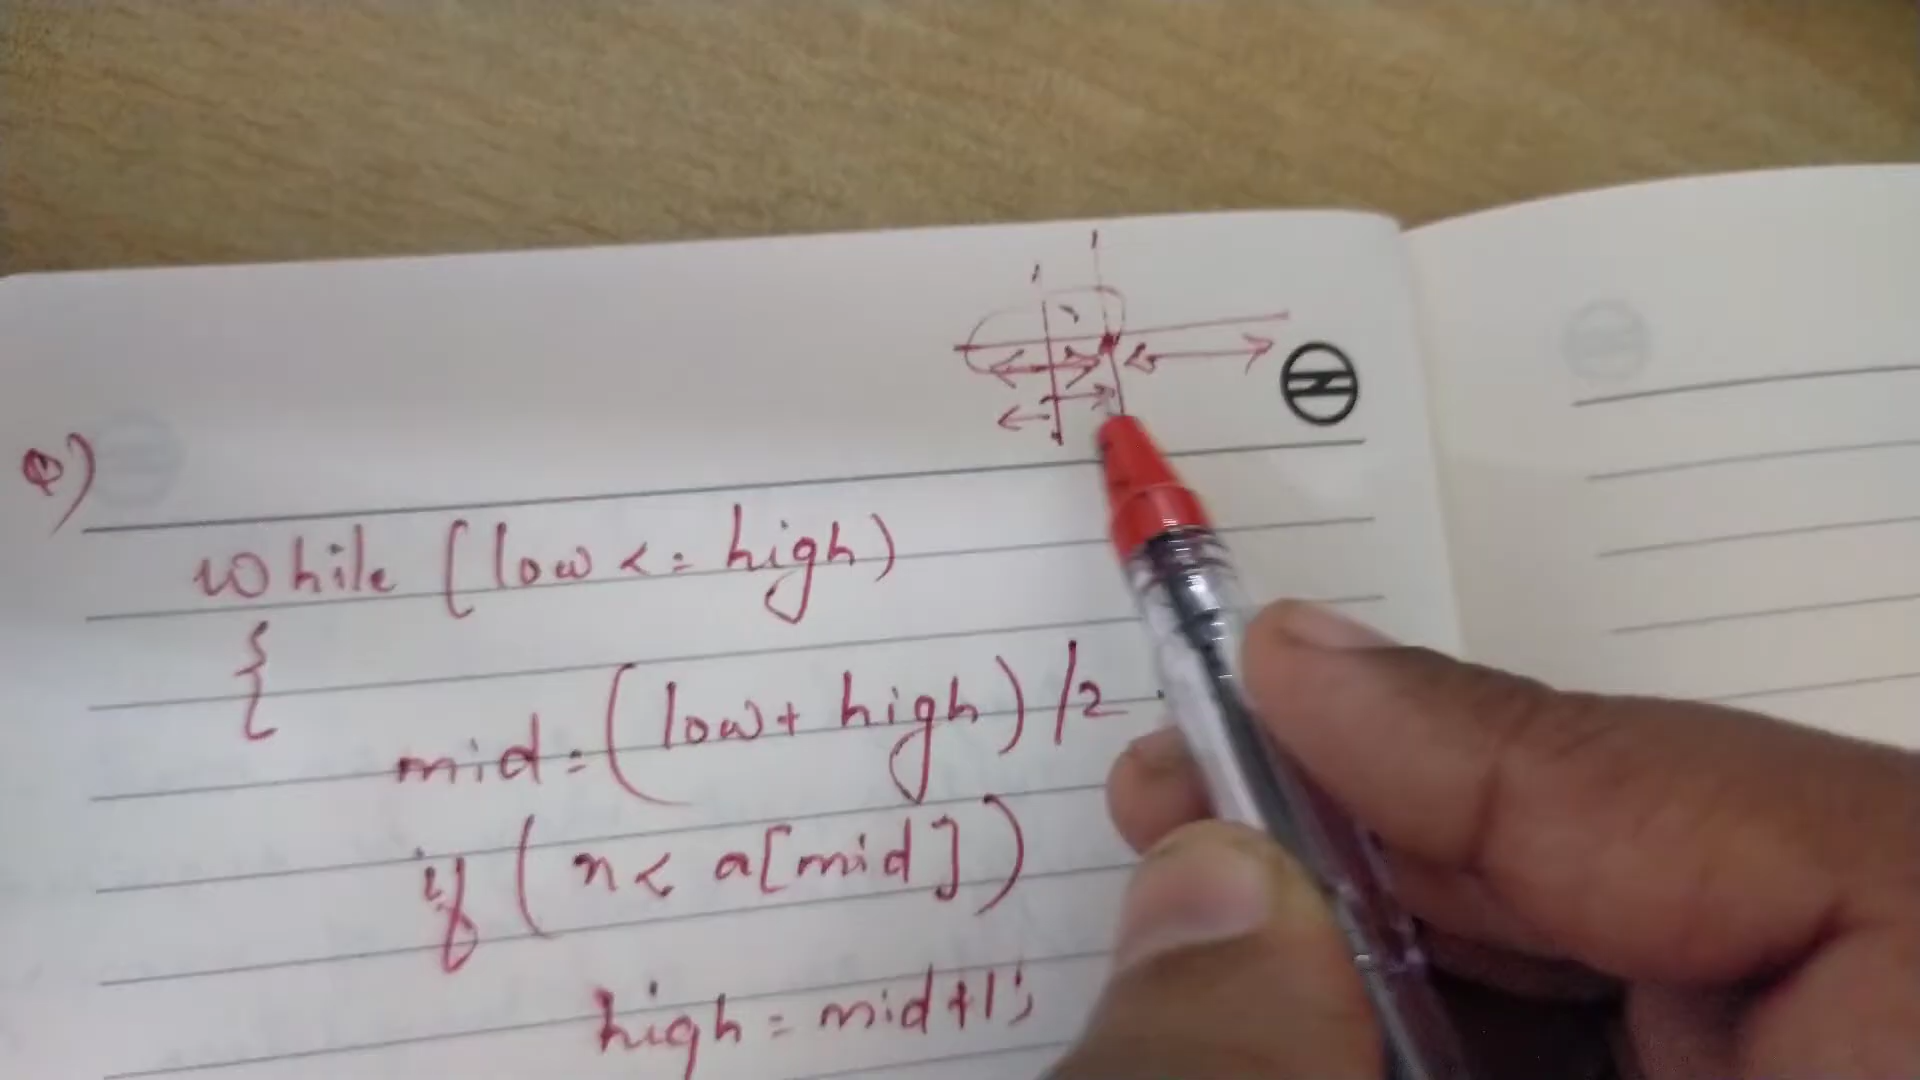 Q)
while (low <= high)
{
mid = (low + high) /2
if (n < a[mid])
high = mid+1;